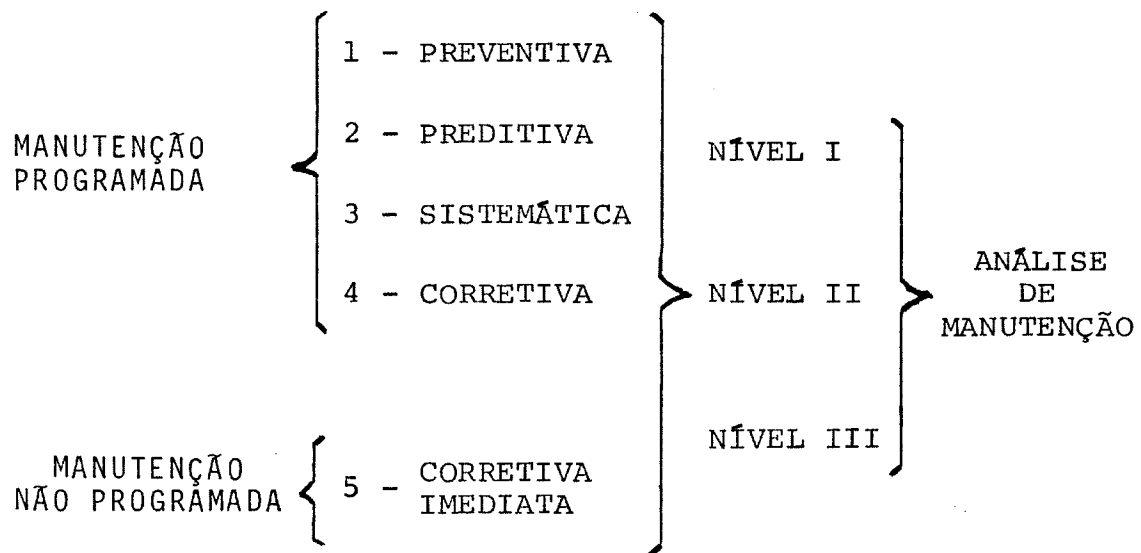 MANUTENÇÃO
PROGRAMADA
1 - PREVENTIVA
2 - PREDITIVA
3 - SISTEMÁTICA
4 - CORRETIVA
MANUTENÇÃO
NÃO PROGRAMADA
5 - CORRETIVA
IMEDIATA
NÍVEL I
NÍVEL II
NÍVEL III
ANÁLISE
DE
MANUTENÇÃO